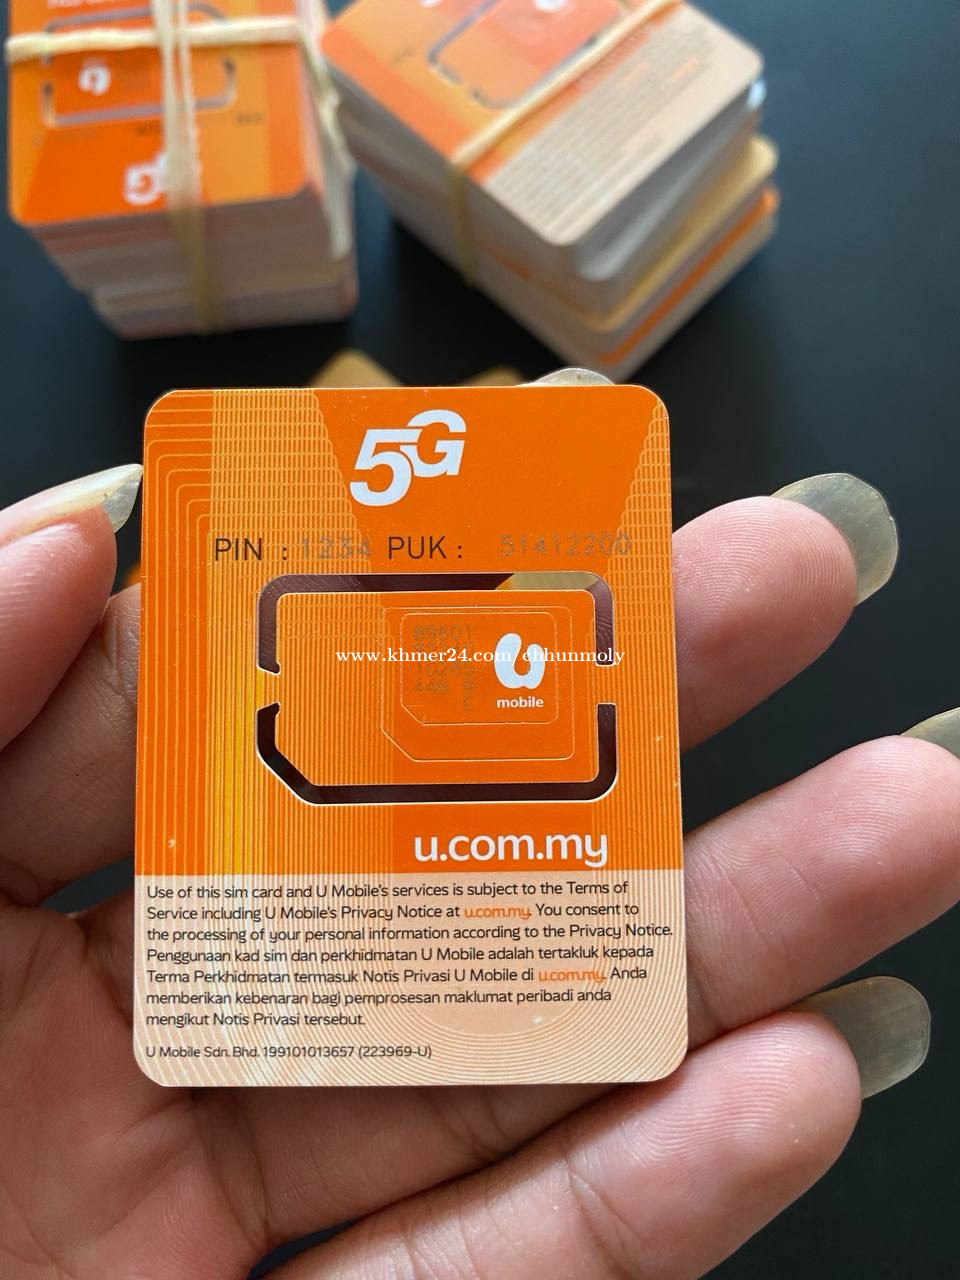 5G
5G
PIN : 1234 PUK : 51412200
89601
www.khmer24.com/chhunmoly
mobile
u.com.my
Use of this sim card and U Mobile's services is subject to the Terms of
Service including U Mobile's Privacy Notice at u.com.my. You consent to
the processing of your personal information according to the Privacy Notice.
Penggunaan kad sim dan perkhidmatan U Mobile adalah tertakluk kepada
Terma Perkhidmatan termasuk Notis Privasi U Mobile di u.com.my. Anda
memberikan kebenaran bagi pemprosesan maklumat peribadi anda
mengikut Notis Privasi tersebut.
U Mobile Sdn. Bhd. 199101013657 (223969-U)